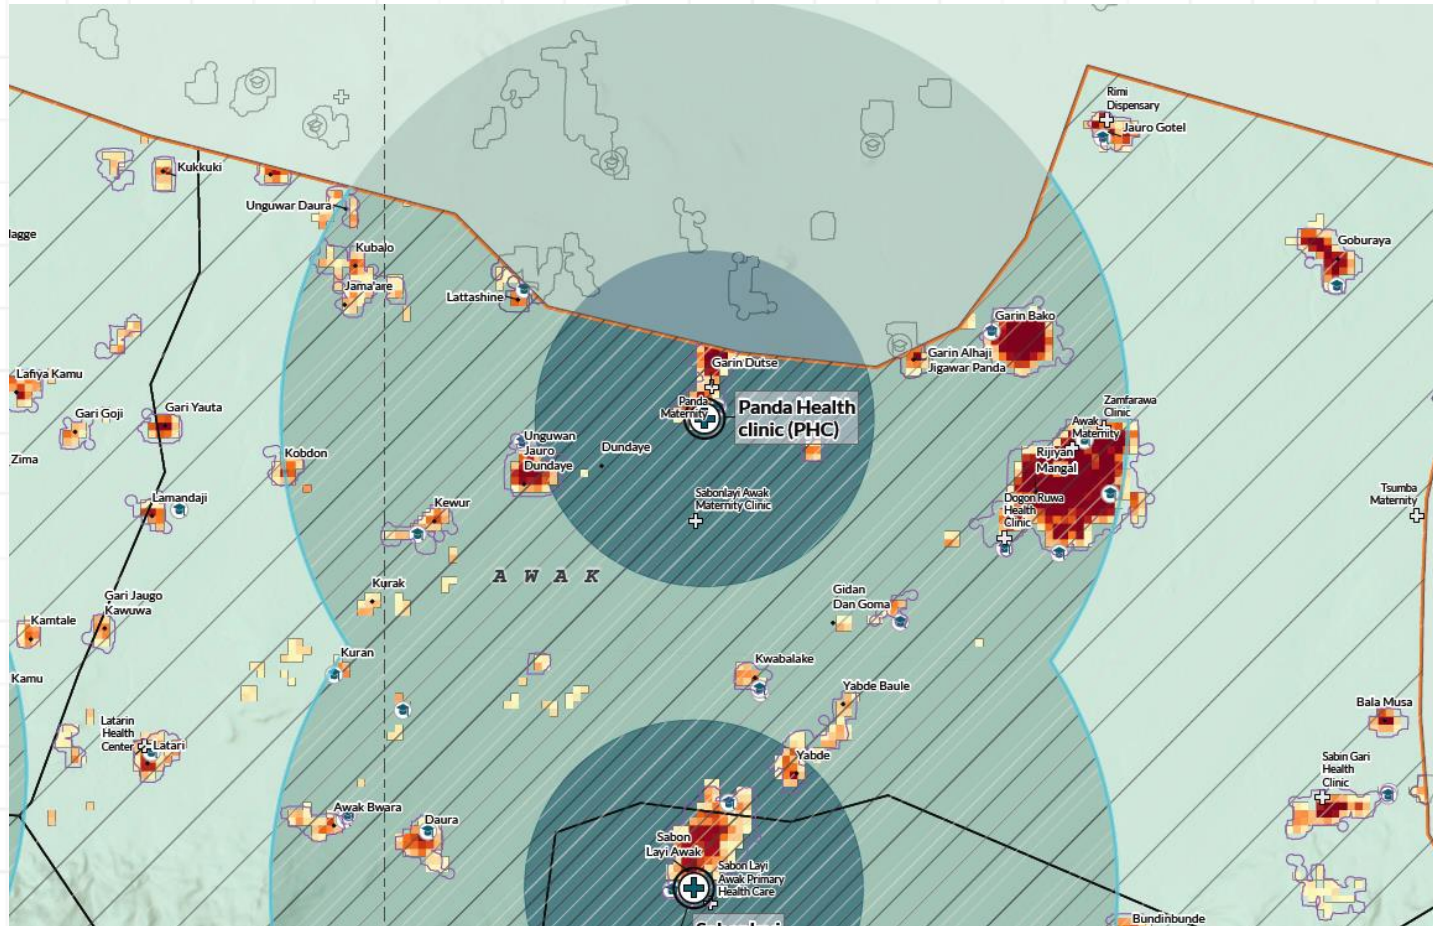 Rimi
Dispensary
Jauro Gotel
Kukkuki
Unguwar Daura
lagge
Kubalo
Goburaya
Jama'are
Lattashine
Garin Bako
Garin Dutse
Garin Alhaji
Jigawar Panda
Lafiya Kamu
Panda
Maternity
Panda Health
clinic (PHC)
Zamfarawa
Clinic
Gari Goji
Gari Yauta
Awak
Maternity
Unguwan
Jauro
Dundaye
Dundaye
Rijiyan
Mangal
Zima
Kobdon
Tsumba
Maternity
Lamandaji
Kewur
Sabonlayi Awak
Maternity Clinic
Dogon Ruwa
Health
Clinic
AWAK
Kurak
Gidan
Dan Goma
Gari Jaugo
Kawuwa
Kamtale
Kuran
Kwabalake
Kamu
Yabde Baule
Bala Musa
Latarin
Health
Center
Latari
Yabde
Sabin Gari
Health
Clinic
Awak Bwara
Daura
Sabon
Layi Awak
Sabon Layi
Awak Primary
Health Care
Bundinbunde